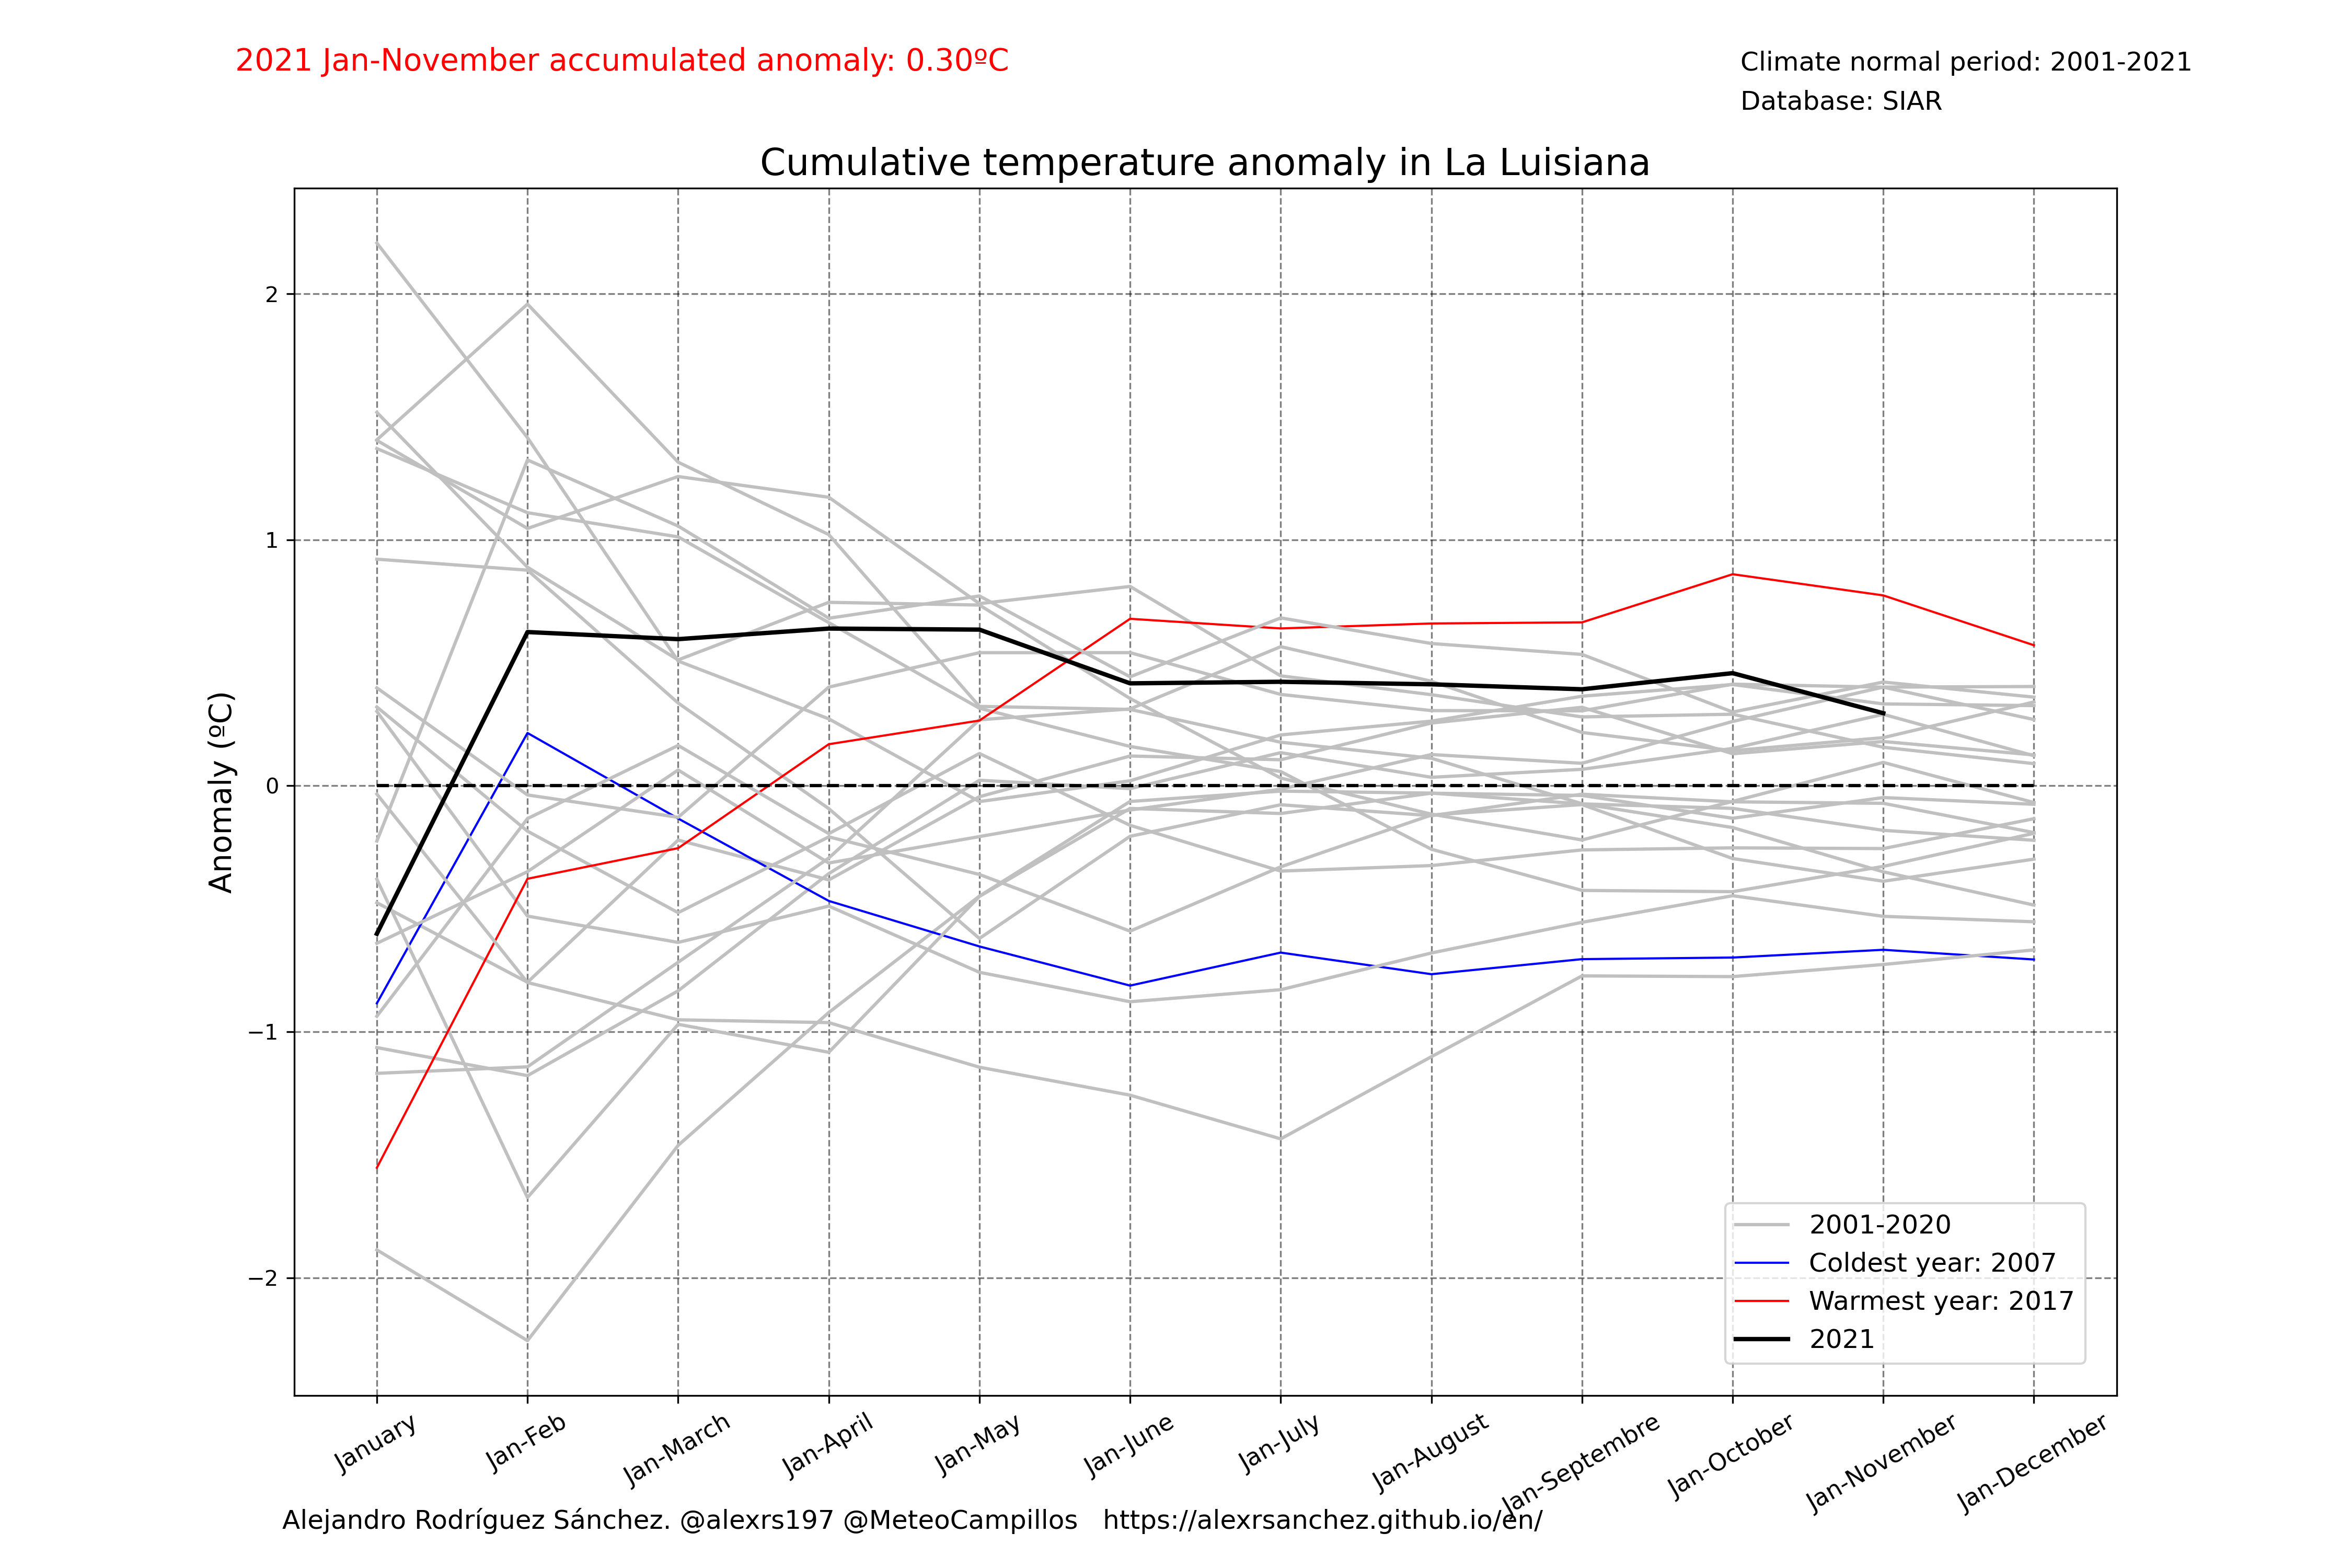 2021 Jan-November accumulated anomaly: 0.30ºC
Climate normal period: 2001-2021
Database: SIAR
Cumulative temperature anomaly in La Luisiana
Anomaly (ºC)
2
1
0
−1
−2
2001-2020
Coldest year: 2007
Warmest year: 2017
2021
January
Jan-Feb
Jan-March
Jan-April
Jan-May
Jan-June
Jan-July
Jan-August
Jan-Septembre
Jan-October
Jan-November
Jan-December
Alejandro Rodríguez Sánchez. @alexrs197 @MeteoCampillos https://alexrsanchez.github.io/en/